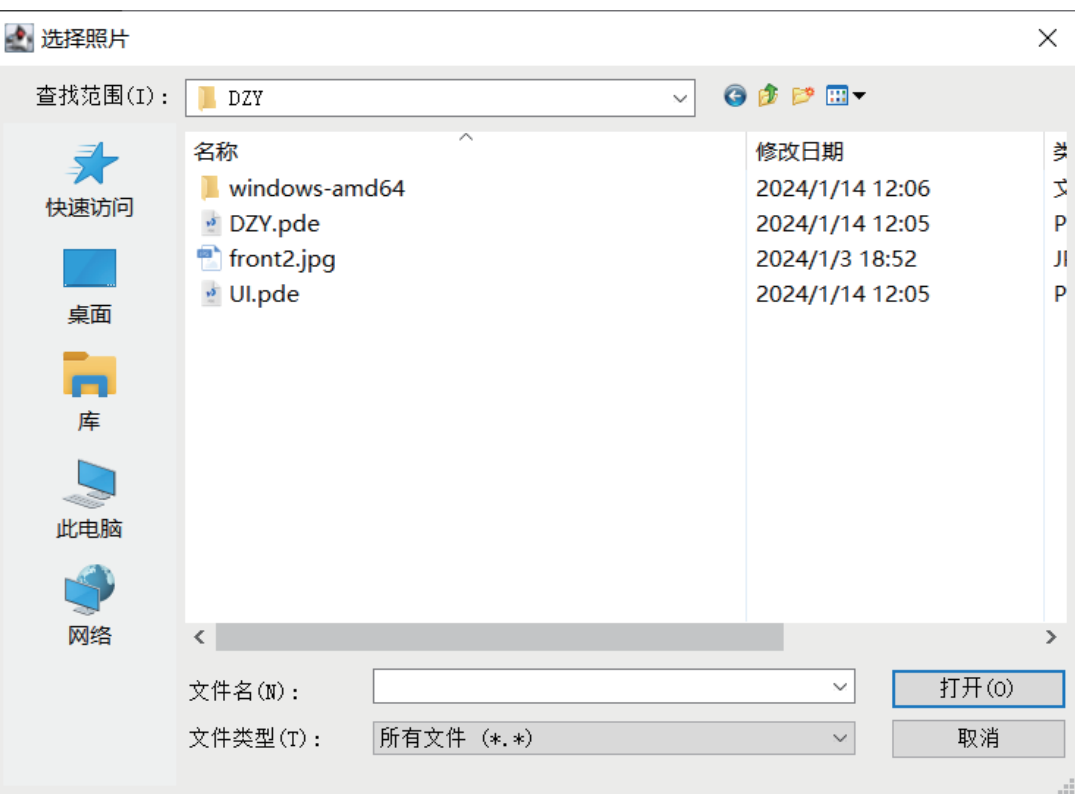 选择照片
查找范围(I): DZY
名称 修改日期 类
windows-amd64 2024/1/14 12:06 文
DZY.pde 2024/1/14 12:05 P
front2.jpg 2024/1/3 18:52
UI.pde 2024/1/14 12:05 P
快速访问
桌面
库
此电脑
网络
文件名(N): 打开(O)
文件类型(T): 所有文件 (*.*) 取消